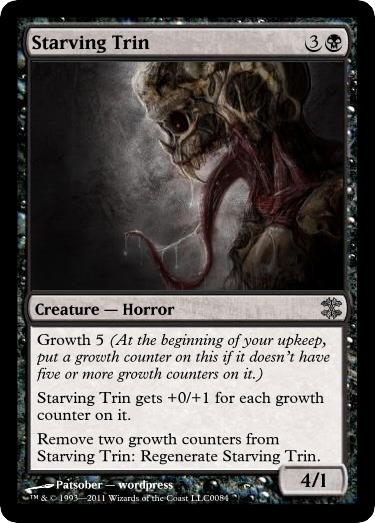 Starving Trin 3
Creature — Horror
Growth 5 (At the beginning of your upkeep,
put a growth counter on this if it doesn't have
five or more growth counters on it.)
Starving Trin gets +0/+1 for each growth
counter on it.
Remove two growth counters from
Starving Trin: Regenerate Starving Trin.
4/1
Patsober — wordpress
™ & © 1993—2011 Wizards of the Coast LLC0084